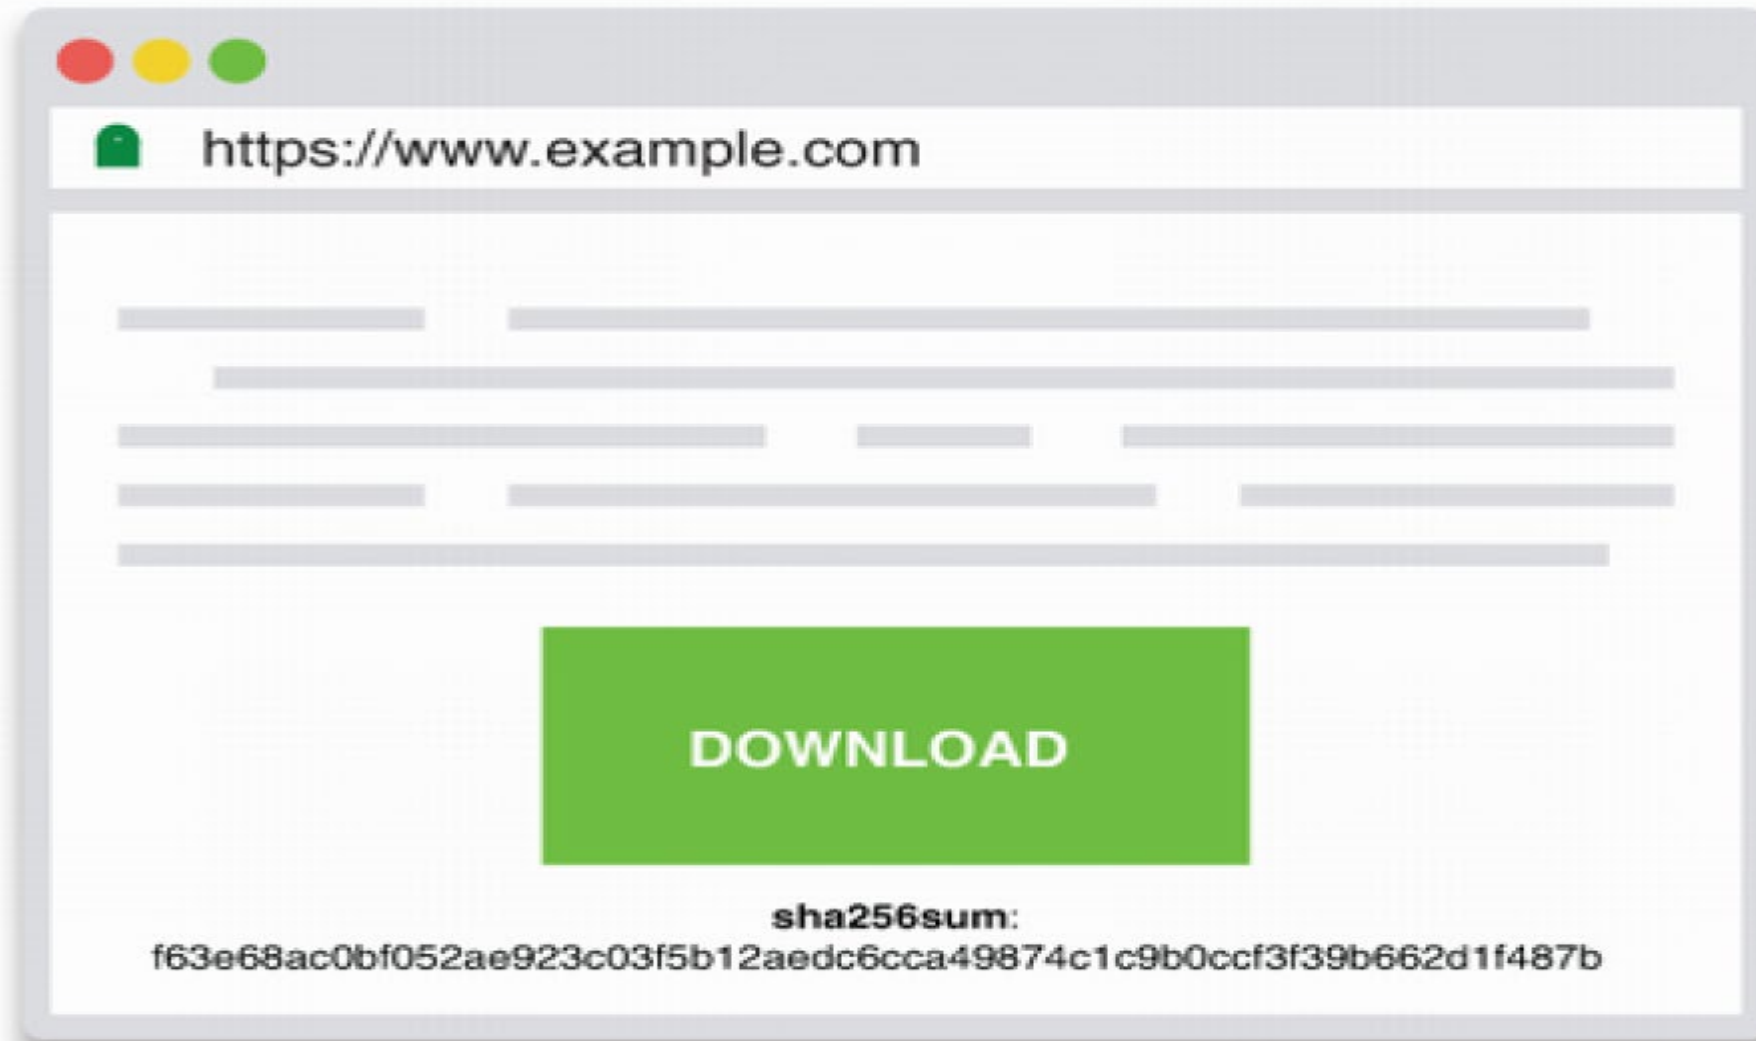 https://www.example.com
DOWNLOAD
sha256sum:
f63e68ac0bf052ae923c03f5b12aedc6cca49874c1c9b0ccf3f39b662d1f487b